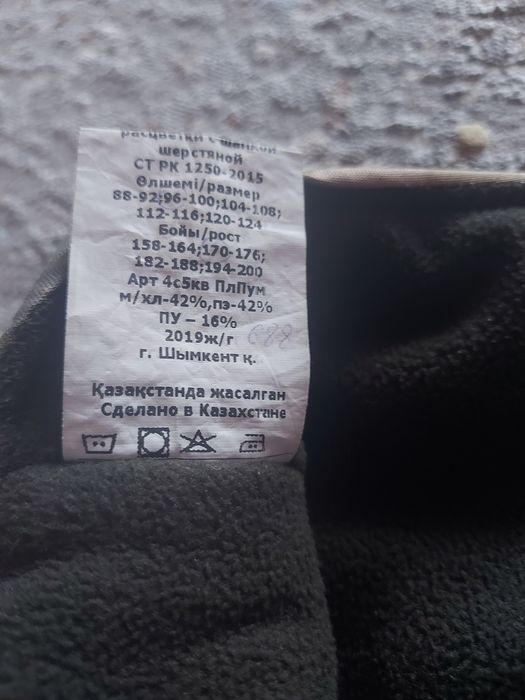 расцветки с шапкой
шерстяной
СТ РК 1250-2015
Өлшемі/размер
88-92;96-100;104-108;
112-116;120-124
Бойы/рост
158-164;170-176;
182-188;194-200
Арт 4с5кв ПлПум
м/хл-42%,пэ-42%
ПУ – 16%
2019ж/г
г. Шымкент қ.
Қазақстанда жасалған
Сделано в Казахстане